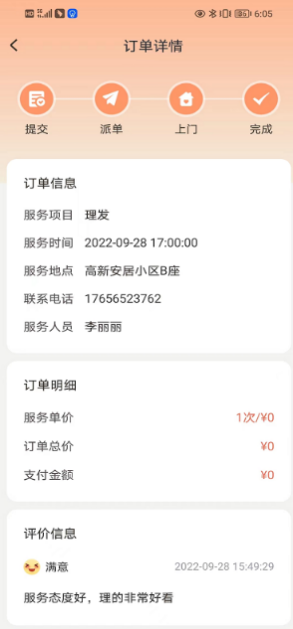 6:05
订单详情
提交 派单 上门 完成
订单信息
服务项目 理发
服务时间 2022-09-28 17:00:00
服务地点 高新安居小区B座
联系电话 17656523762
服务人员 李丽丽
订单明细
服务单价 1次/¥0
订单总价 ¥0
支付金额 ¥0
评价信息
满意 2022-09-28 15:49:29
服务态度好，理的非常好看